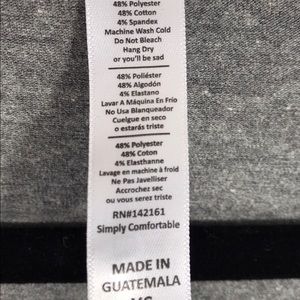 48% Polyester
48% Cotton
4% Spandex
Machine Wash Cold
Do Not Bleach
Hang Dry
or you'll be sad
48% Poliéster
48% Algodón
4% Elastano
Lavar A Máquina En Frío
No Usa Blanqueador
Cuelgue en seco
o estarás triste
48% Polyester
48% Coton
4% Elasthanne
Lavage en machine à froid
Ne Pas Javelliser
Accrochez sec
ou vous serez triste
RN#142161
Simply Comfortable
MADE IN
GUATEMALA